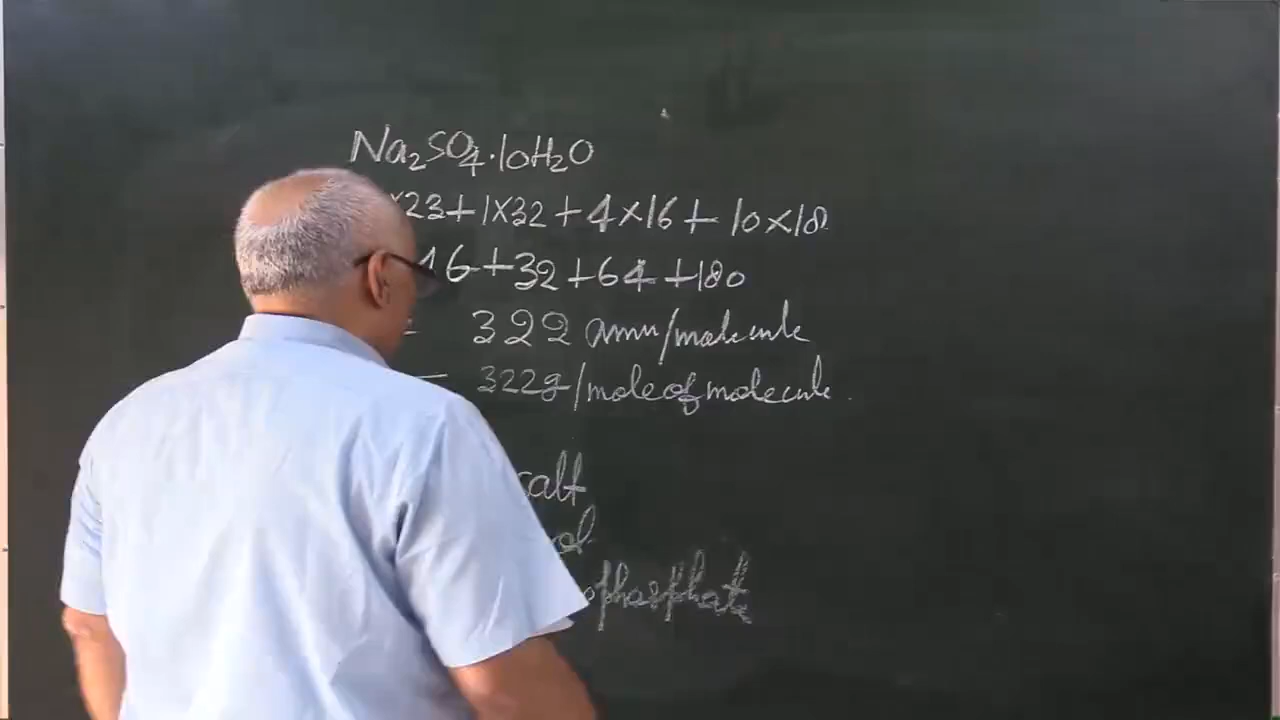 Na₂SO₄·10H₂O
×23+1×32+4×16+10×18
46+32+64+180
= 322 amu/molecule
= 322g/mole of molecule.
salt
ol
ophosphate